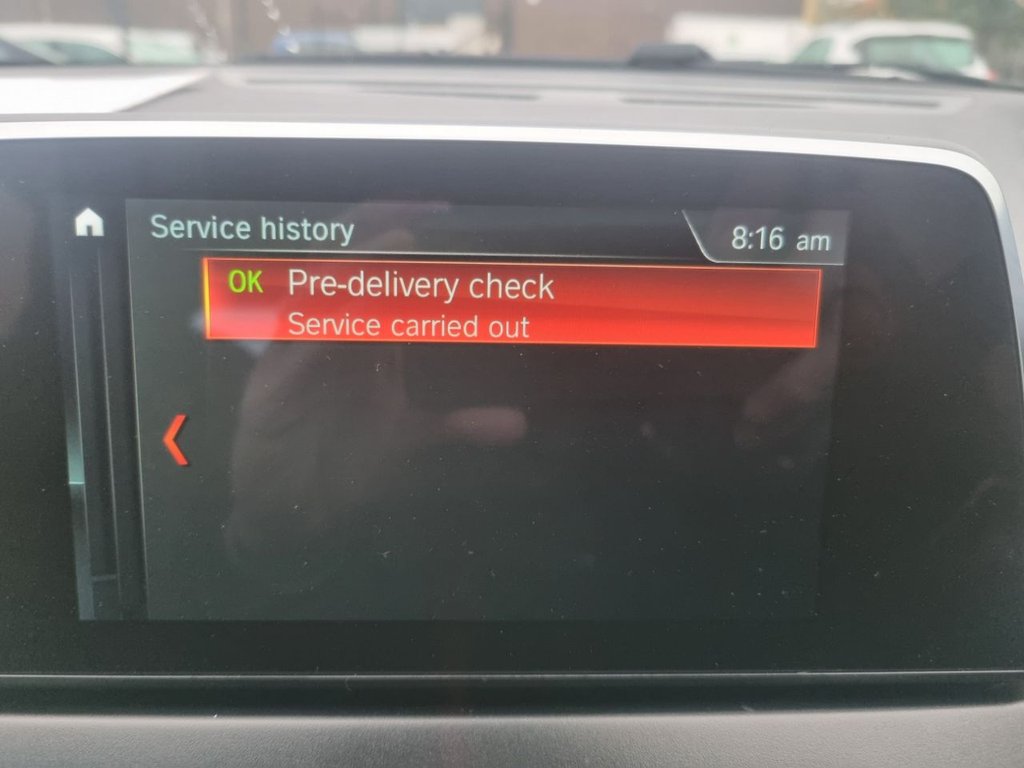 Service history
8:16 am
OK Pre-delivery check
Service carried out